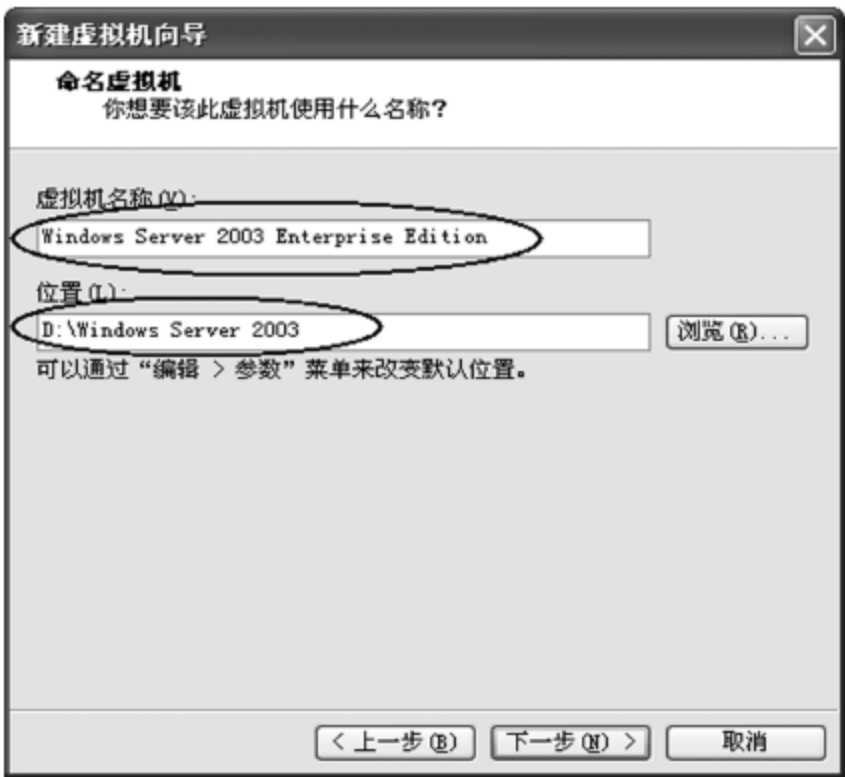 新建虚拟机向导
命名虚拟机
你想要该此虚拟机使用什么名称?
虚拟机名称(V):
Windows Server 2003 Enterprise Edition
位置(L):
D:\Windows Server 2003
浏览(R)...
可以通过“编辑 > 参数”菜单来改变默认位置。
< 上一步(B)
下一步(N) >
取消